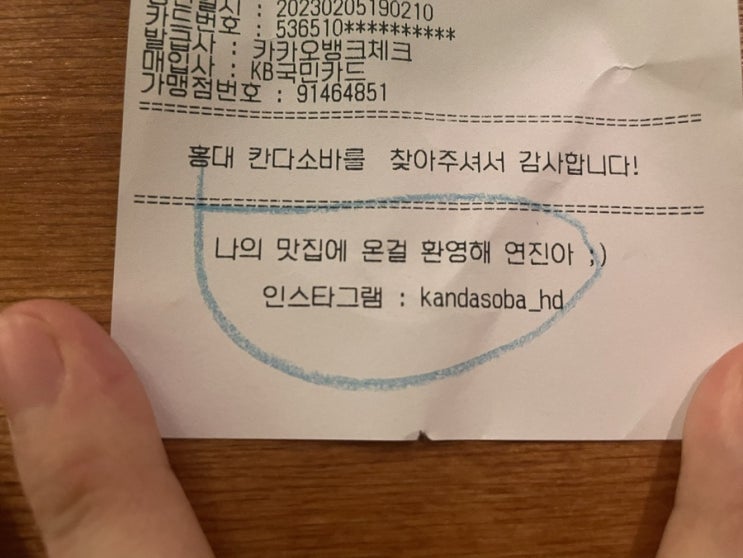 : 20230205190210
카드번호 : 536510**********
발급사 : 카카오뱅크체크
매입사 : KB국민카드
가맹점번호 : 91464851
홍대 칸다소바를 찾아주셔서 감사합니다!
나의 맛집에 온걸 환영해 연진아 ;)
인스타그램 : kandasoba_hd